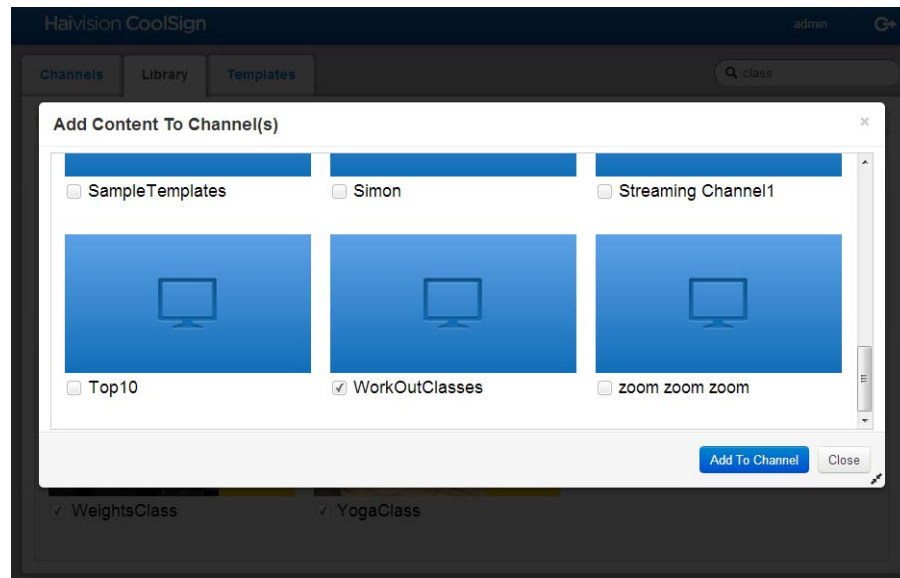 Haivision CoolSign admin
Channels Library Templates class
Add Content To Channel(s)
SampleTemplates Simon Streaming Channel1
Top10 WorkOutClasses zoom zoom zoom
Add To Channel Close
WeightsClass YogaClass